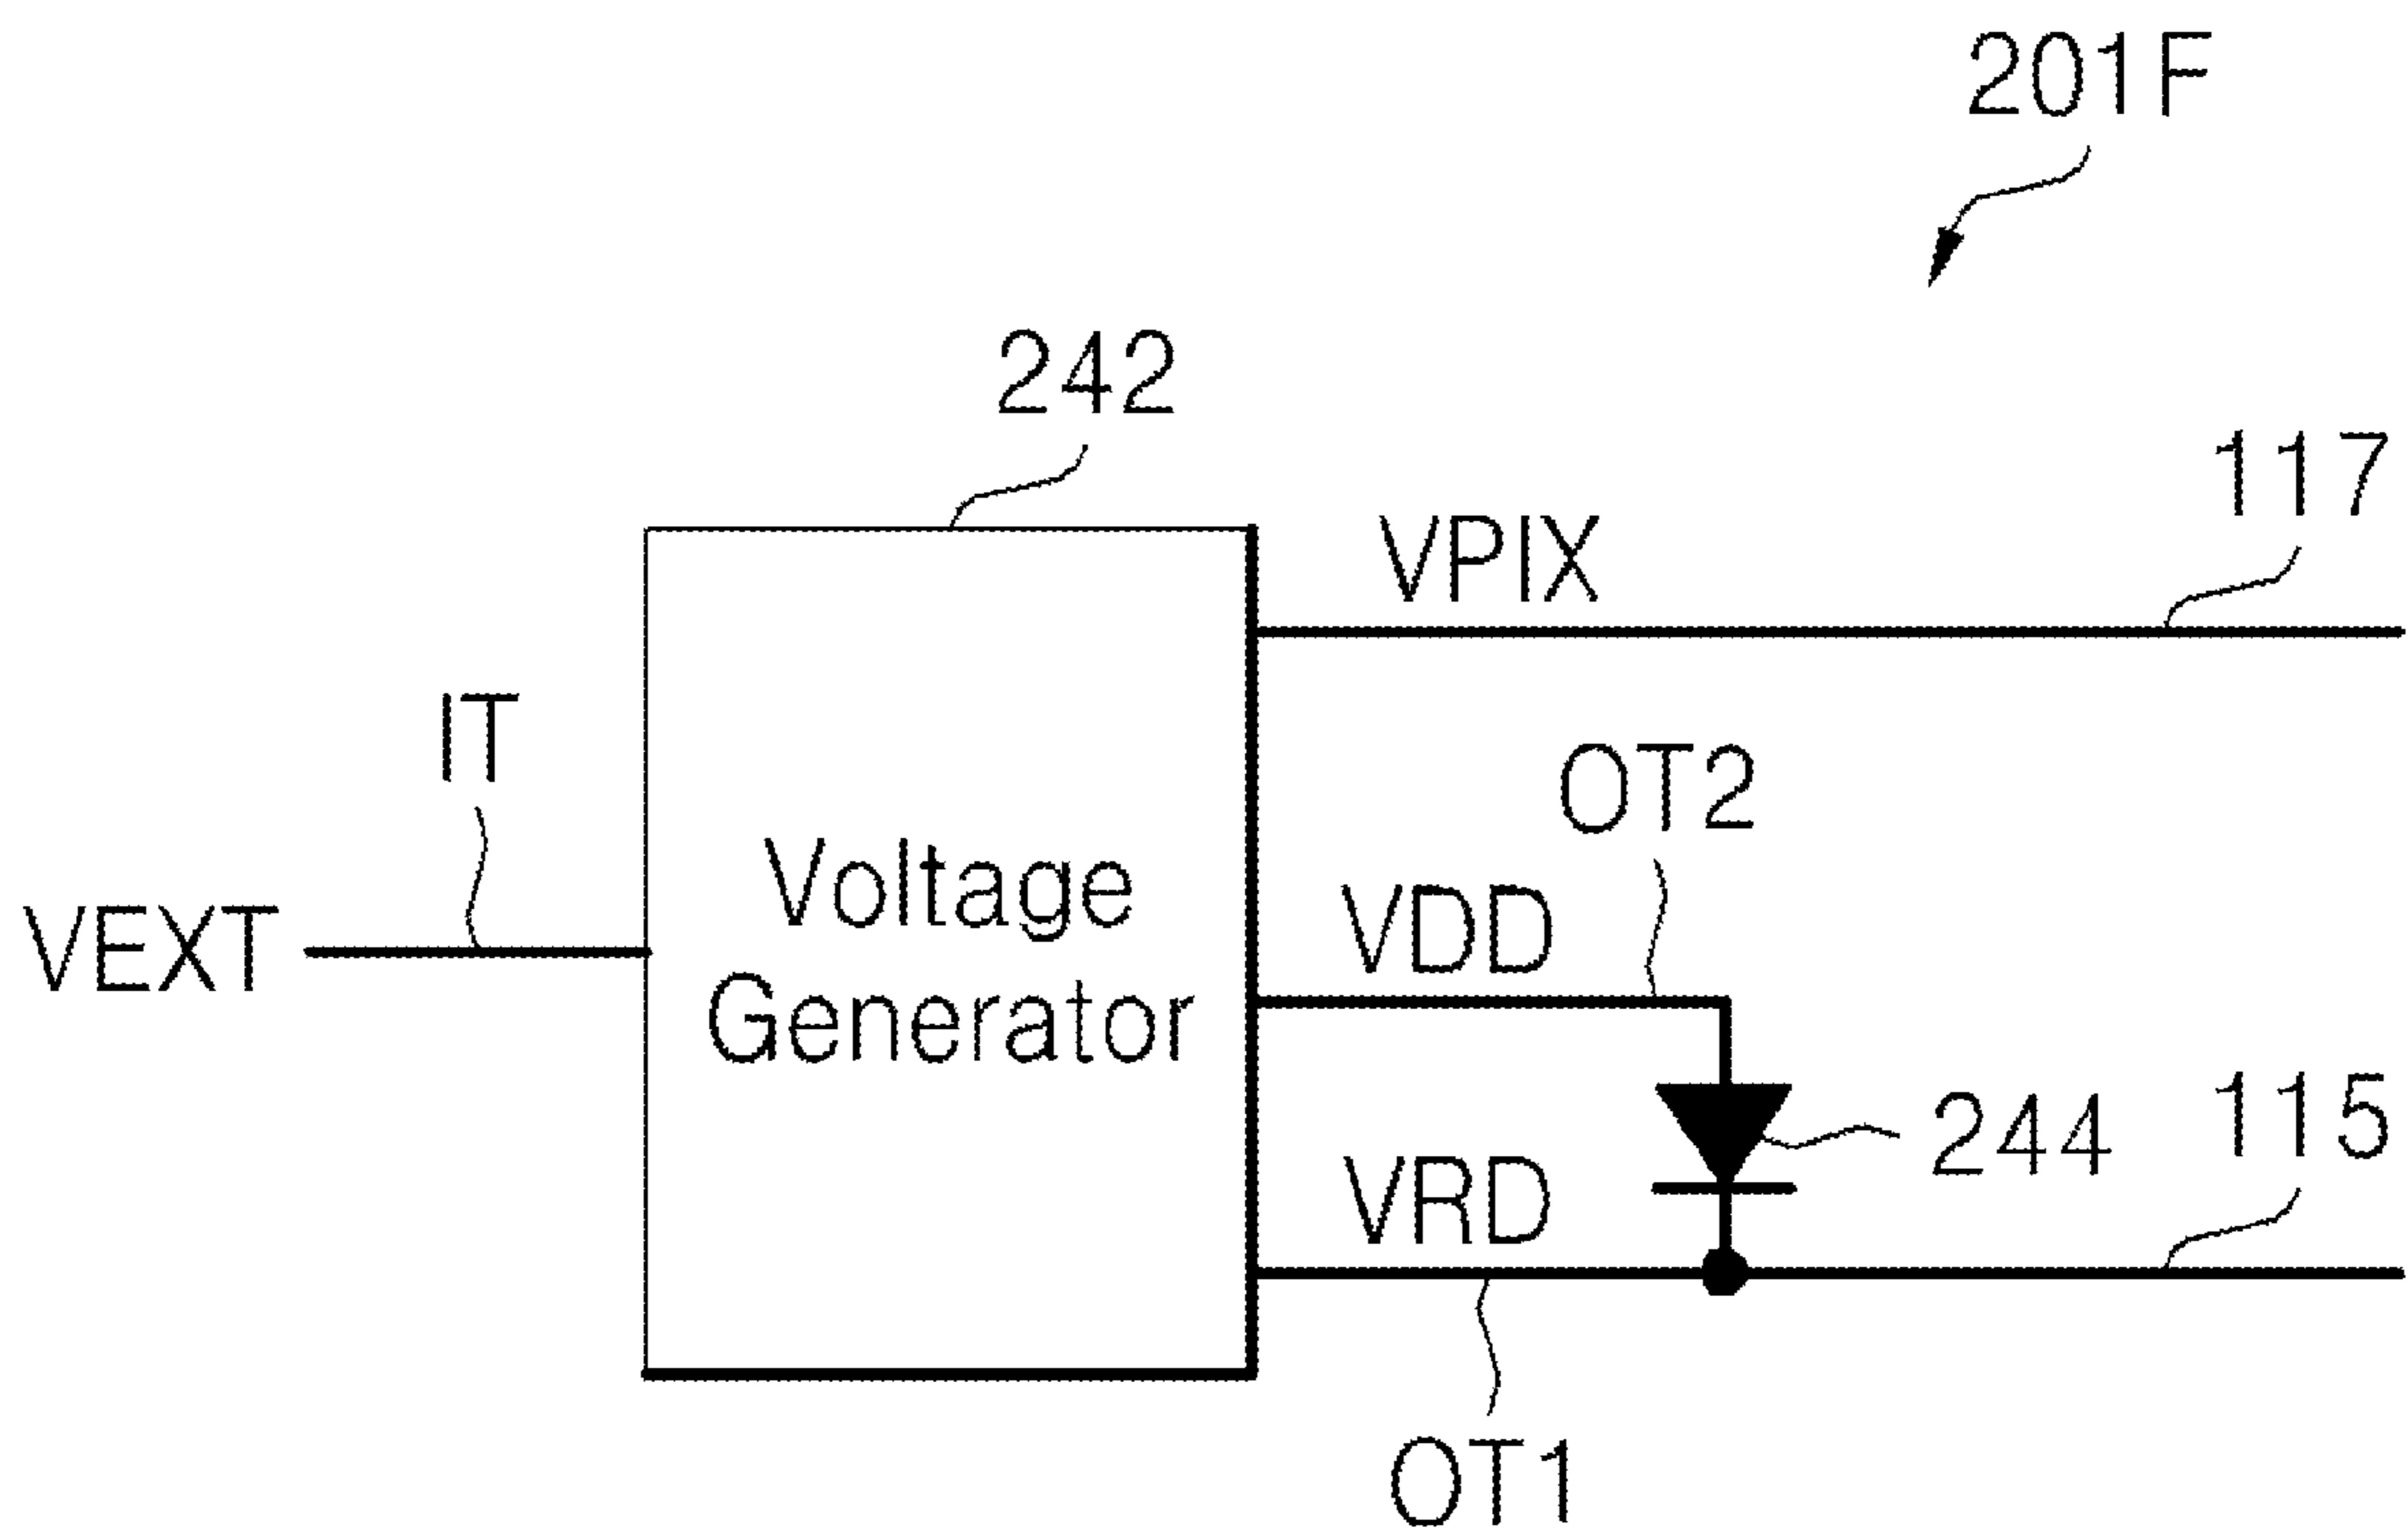 201F
242
117
VPIX
IT
OT2
VDD
VEXT
Voltage
Generator
244
115
VRD
OT1